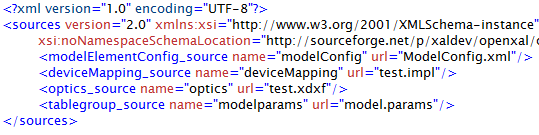 <?xml version="1.0" encoding="UTF-8"?>
<sources version="2.0" xmlns:xsi="http://www.w3.org/2001/XMLSchema-instance"
xsi:noNamespaceSchemaLocation="http://sourceforge.net/p/xaldev/openxal/c
<modelElementConfig_source name="modelConfig" url="ModelConfig.xml"/>
<deviceMapping_source name="deviceMapping" url="test.impl"/>
<optics_source name="optics" url="test.xdxf"/>
<tablegroup_source name="modelparams" url="model.params"/>
</sources>